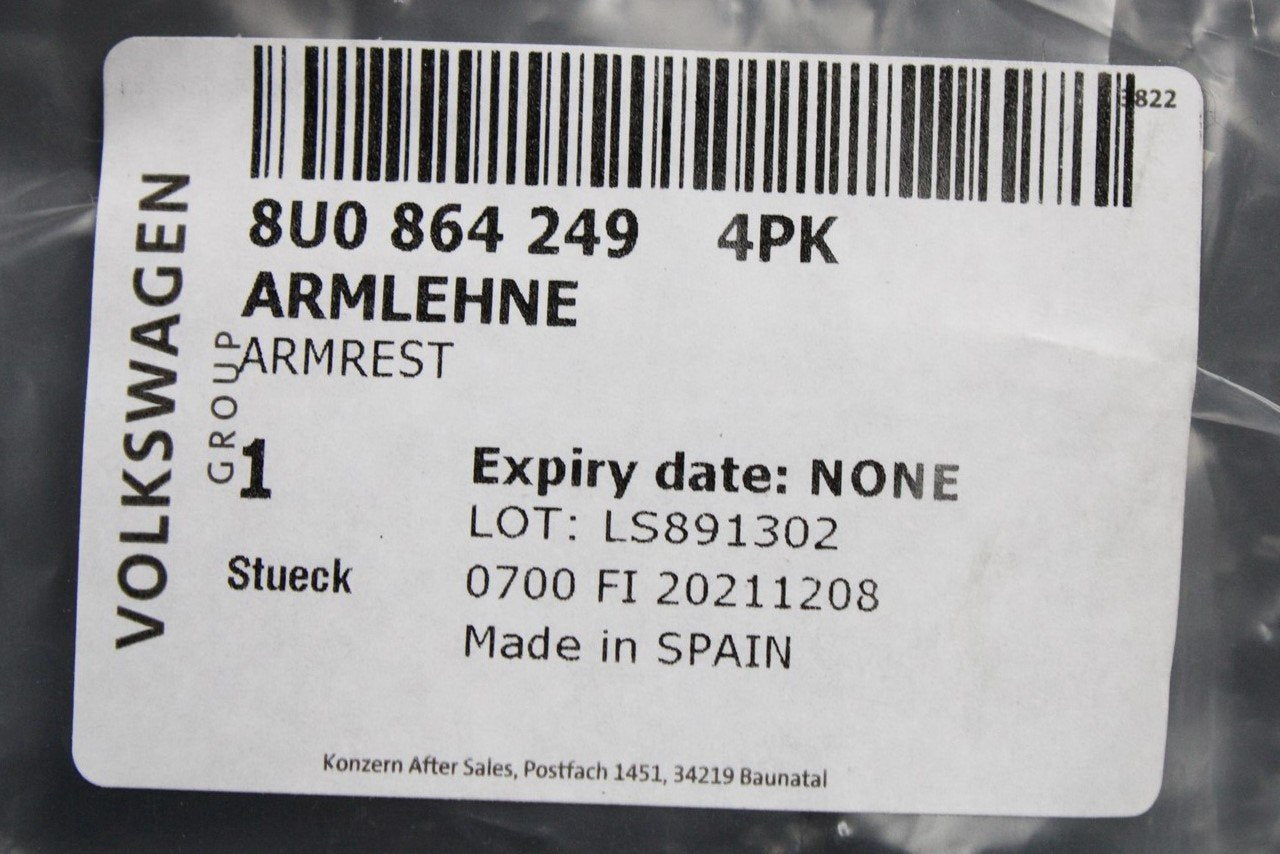 3822
8U0 864 249 4PK
ARMLEHNE
ARMREST
VOLKSWAGEN
GROUP
1
Stueck
Expiry date: NONE
LOT: LS891302
0700 FI 20211208
Made in SPAIN
Konzern After Sales, Postfach 1451, 34219 Baunatal